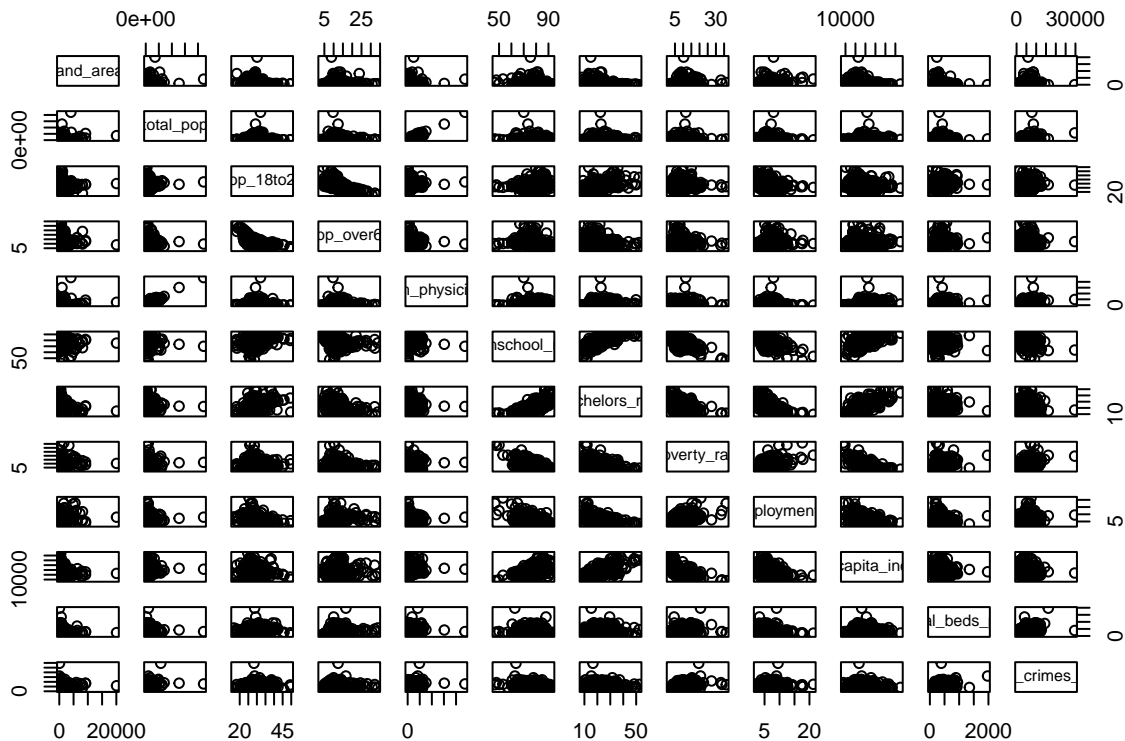 0e+00 5 25 50 90 5 30 10000 0 30000
and_area 0
0e+00 total_pop
op_18to2 20
5 op_over6
n_physici 0
50 nschool_
chelors_r 10
5 overty_ra
ploymen 5
10000 capita_in
al_beds_ 0
0 _crimes_
0 20000 20 45 0 10 50 5 20 0 2000